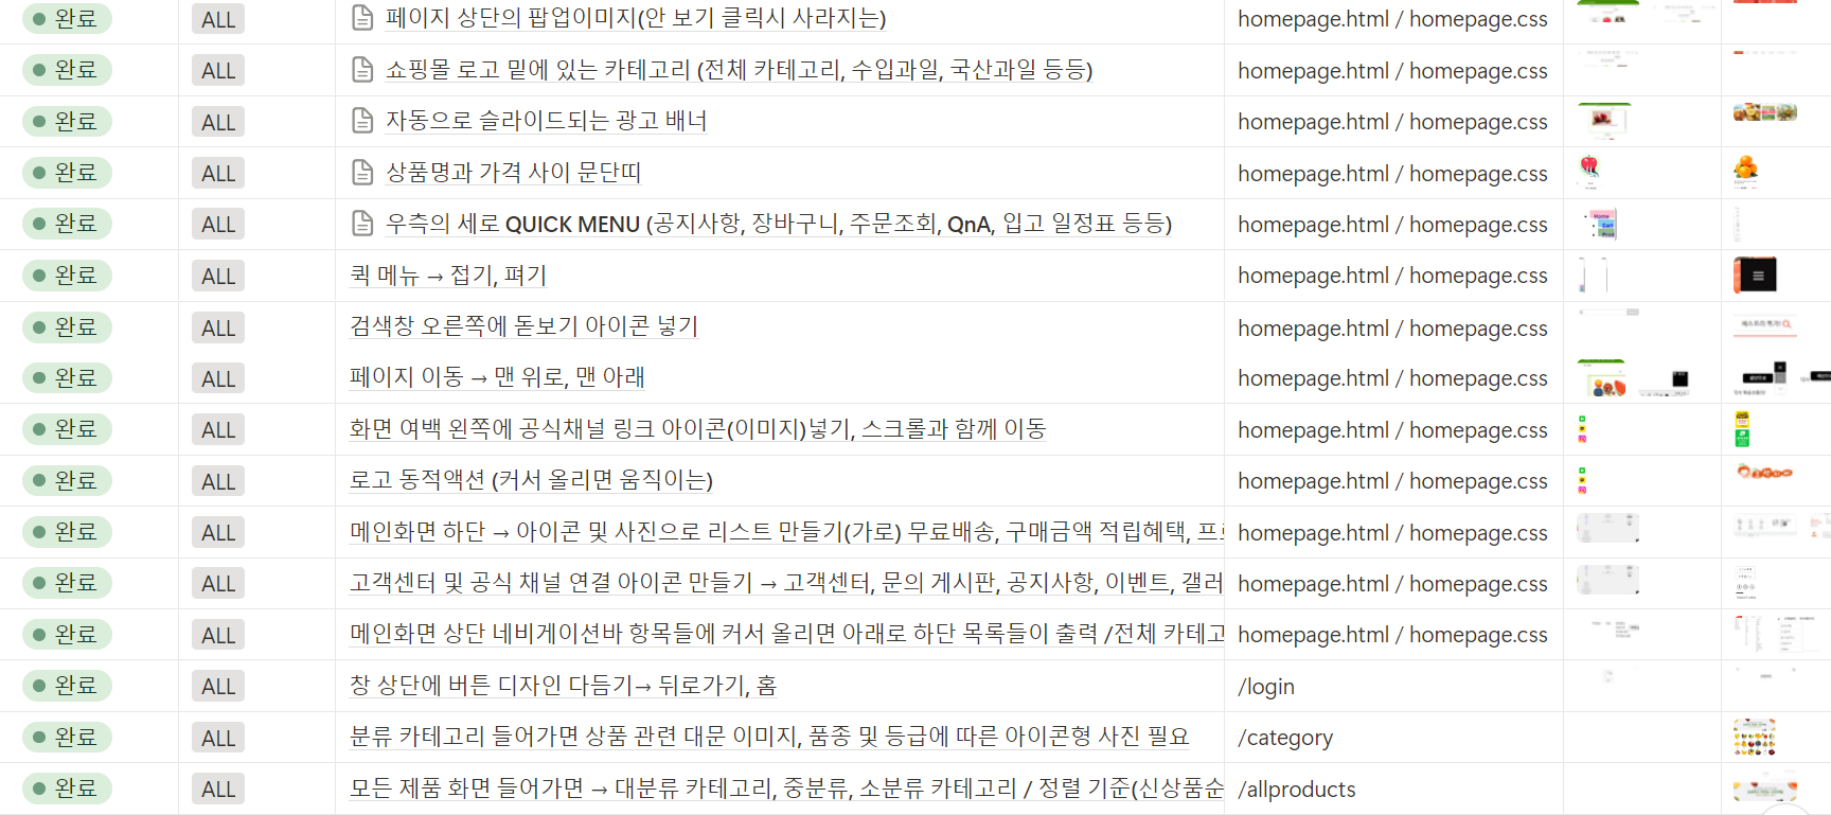 완료 ALL 페이지 상단의 팝업이미지(안 보기 클릭시 사라지는) homepage.html / homepage.css
완료 ALL 쇼핑몰 로고 밑에 있는 카테고리 (전체 카테고리, 수입과일, 국산과일 등등) homepage.html / homepage.css
완료 ALL 자동으로 슬라이드되는 광고 배너 homepage.html / homepage.css
완료 ALL 상품명과 가격 사이 문단띠 homepage.html / homepage.css
완료 ALL 우측의 세로 QUICK MENU (공지사항, 장바구니, 주문조회, QnA, 입고 일정표 등등) homepage.html / homepage.css
완료 ALL 퀵 메뉴 → 접기, 펴기 homepage.html / homepage.css
완료 ALL 검색창 오른쪽에 돋보기 아이콘 넣기 homepage.html / homepage.css
완료 ALL 페이지 이동 → 맨 위로, 맨 아래 homepage.html / homepage.css
완료 ALL 화면 여백 왼쪽에 공식채널 링크 아이콘(이미지)넣기, 스크롤과 함께 이동 homepage.html / homepage.css
완료 ALL 로고 동적액션 (커서 올리면 움직이는) homepage.html / homepage.css
완료 ALL 메인화면 하단 → 아이콘 및 사진으로 리스트 만들기(가로) 무료배송, 구매금액 적립혜택, 프 homepage.html / homepage.css
완료 ALL 고객센터 및 공식 채널 연결 아이콘 만들기 → 고객센터, 문의 게시판, 공지사항, 이벤트, 갤러 homepage.html / homepage.css
완료 ALL 메인화면 상단 네비게이션바 항목들에 커서 올리면 아래로 하단 목록들이 출력 /전체 카테고 homepage.html / homepage.css
완료 ALL 창 상단에 버튼 디자인 다듬기→ 뒤로가기, 홈 /login
완료 ALL 분류 카테고리 들어가면 상품 관련 대문 이미지, 품종 및 등급에 따른 아이콘형 사진 필요 /category
완료 ALL 모든 제품 화면 들어가면 → 대분류 카테고리, 중분류, 소분류 카테고리 / 정렬 기준(신상품순 /allproducts